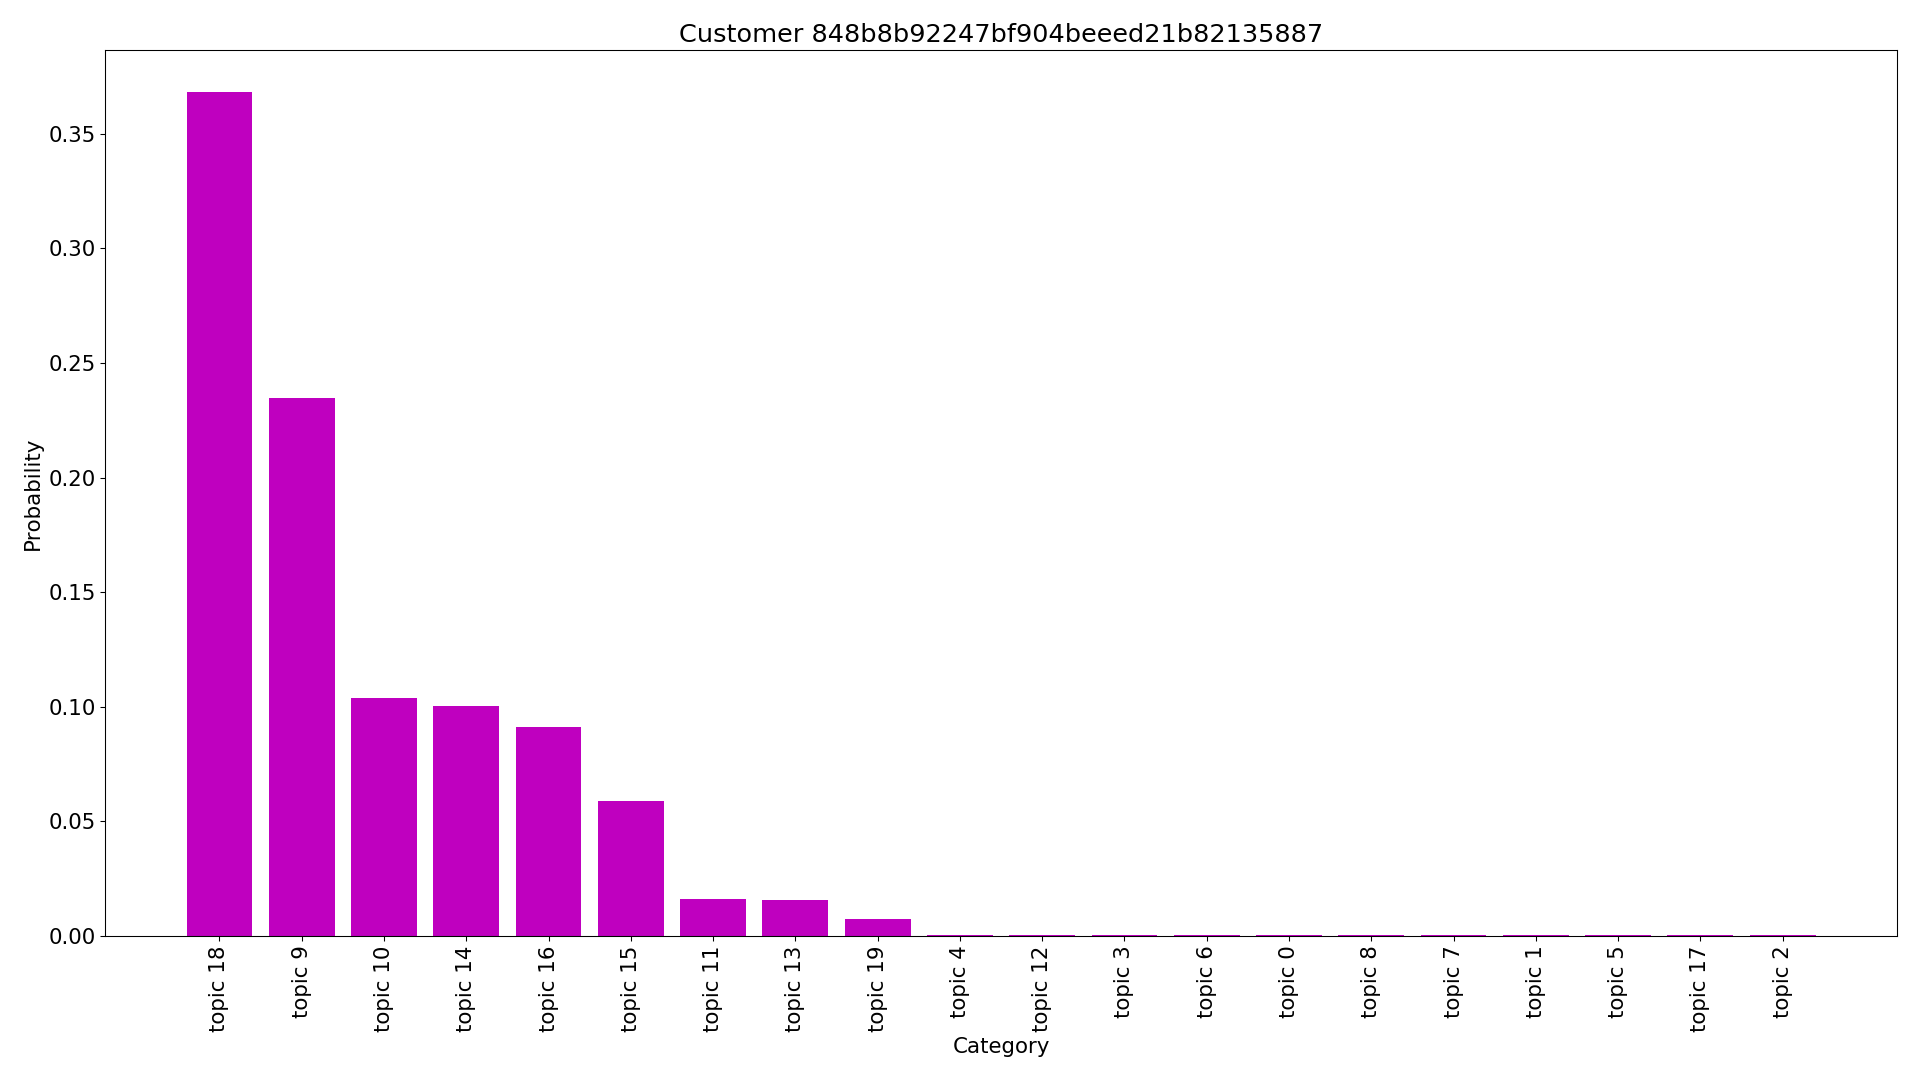 Customer 848b8b92247bf904beeed21b82135887
Probability
0.35
0.30
0.25
0.20
0.15
0.10
0.05
0.00
topic 18
topic 9
topic 10
topic 14
topic 16
topic 15
topic 11
topic 13
topic 19
topic 4
topic 12
topic 3
topic 6
topic 0
topic 8
topic 7
topic 1
topic 5
topic 17
topic 2
Category